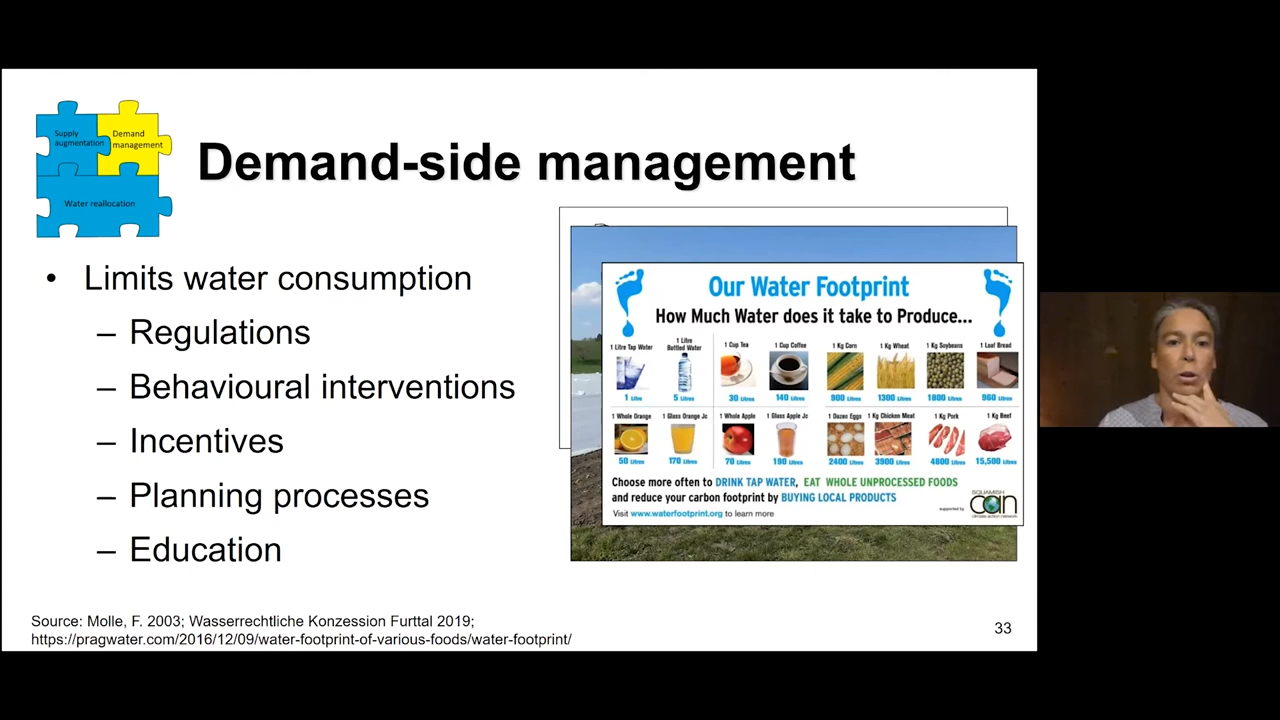 Supply
augmentation
Demand
management
Water reallocation
Demand-side management
• Limits water consumption
– Regulations
– Behavioural interventions
– Incentives
– Planning processes
– Education
Our Water Footprint
How Much Water does it take to Produce...
1 Litre Tap Water
1 Litre
Bottled Water
1 Cup Tea
1 Cup Coffee
1 Kg Corn
1 Kg Wheat
1 Kg Soybeans
1 Loaf Bread
1 Litre
5 Litres
30 Litres
140 Litres
900 Litres
1300 Litres
1800 Litres
960 Litres
1 Whole Orange
1 Glass Orange Jc
1 Whole Apple
1 Glass Apple Jc
1 Dozen Eggs
1 Kg Chicken Meat
1 Kg Pork
1 Kg Beef
50 Litres
170 Litres
70 Litres
190 Litres
2400 Litres
3900 Litres
4800 Litres
15,500 Litres
Choose more often to DRINK TAP WATER, EAT WHOLE UNPROCESSED FOODS
and reduce your carbon footprint by BUYING LOCAL PRODUCTS
Visit www.waterfootprint.org to learn more
supported by
SQUAMISH
can
climate action network
Source: Molle, F. 2003; Wasserrechtliche Konzession Furttal 2019;
https://pragwater.com/2016/12/09/water-footprint-of-various-foods/water-footprint/
33